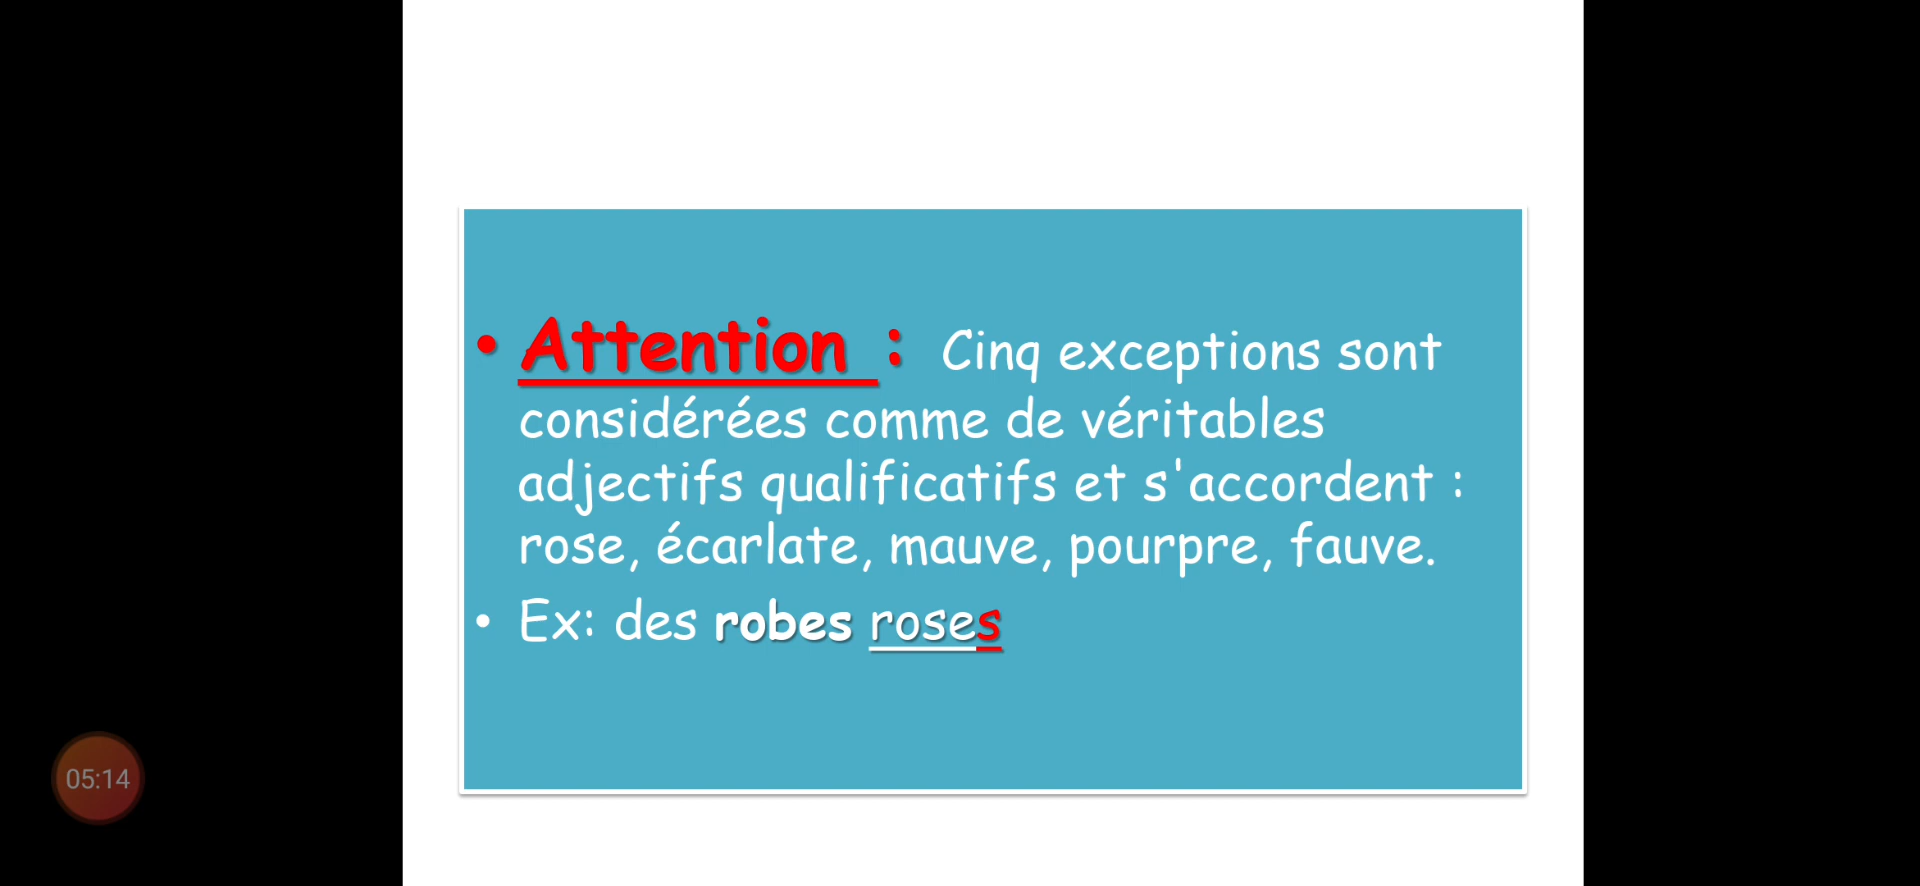 • Attention : Cinq exceptions sont
considérées comme de véritables
adjectifs qualificatifs et s'accordent :
rose, écarlate, mauve, pourpre, fauve.
• Ex: des robes roses
05:14